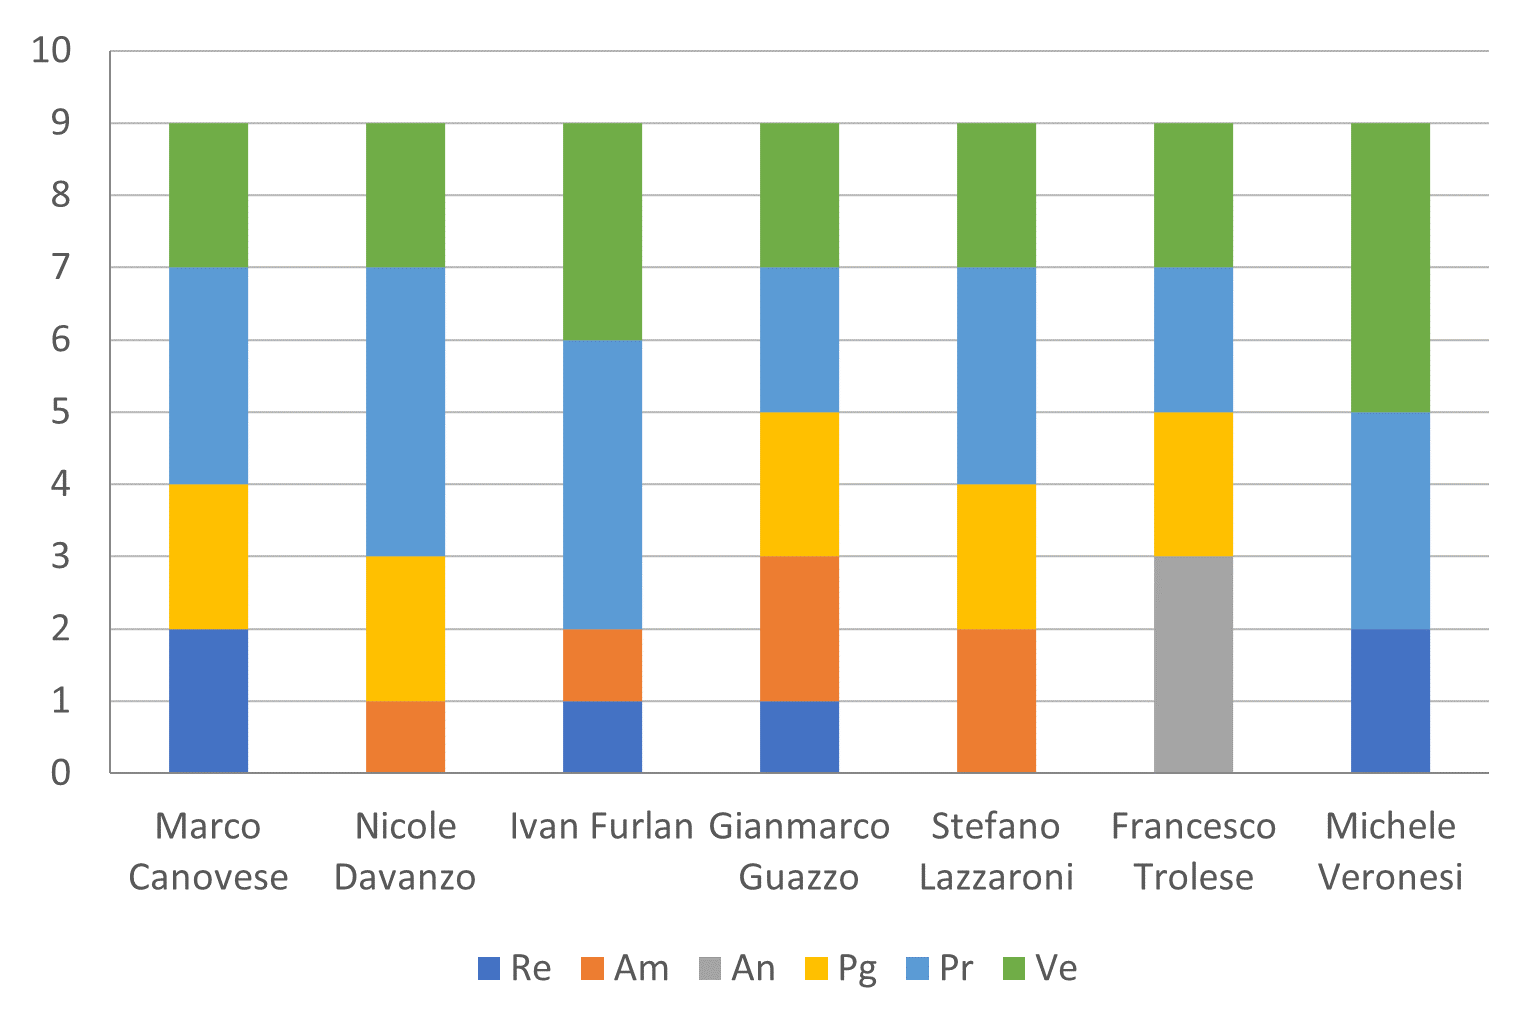 10
9
8
7
6
5
4
3
2
1
0
Marco Canovese
Nicole Davanzo
Ivan Furlan
Gianmarco Guazzo
Stefano Lazzaroni
Francesco Trolese
Michele Veronesi
Re Am An Pg Pr Ve